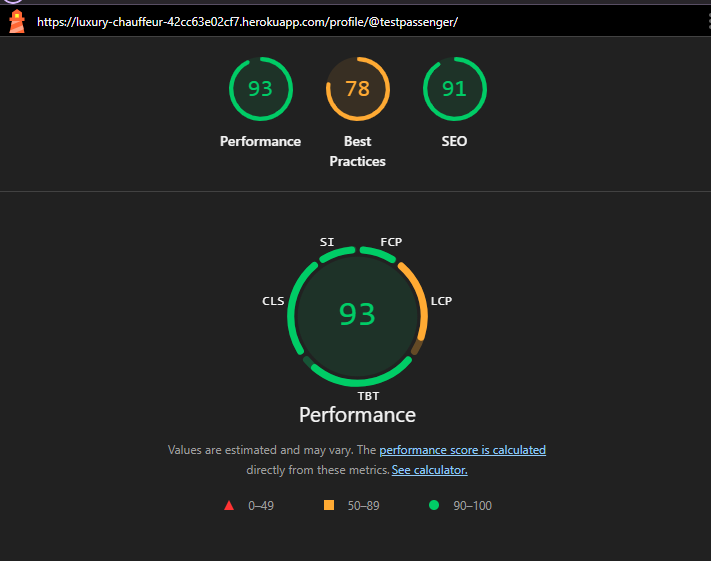 https://luxury-chauffeur-42cc63e02cf7.herokuapp.com/profile/@testpassenger/
93
78
91
Performance
Best
Practices
SEO
SI
FCP
CLS
LCP
93
TBT
Performance
Values are estimated and may vary. The performance score is calculated
directly from these metrics. See calculator.
0–49
50–89
90–100